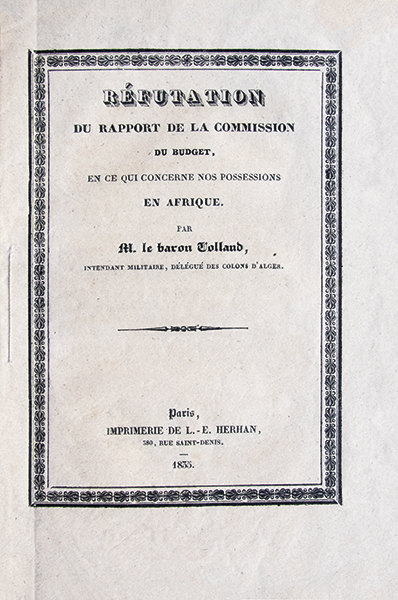 RÉFUTATION
DU RAPPORT DE LA COMMISSION
DU BUDGET,
EN CE QUI CONCERNE NOS POSSESSIONS
EN AFRIQUE.
PAR
M. le baron Volland,
INTENDANT MILITAIRE, DÉLÉGUÉ DES COLONS D'ALGER.
Paris,
IMPRIMERIE DE L.-E. HERHAN,
380, RUE SAINT-DENIS.
1835.